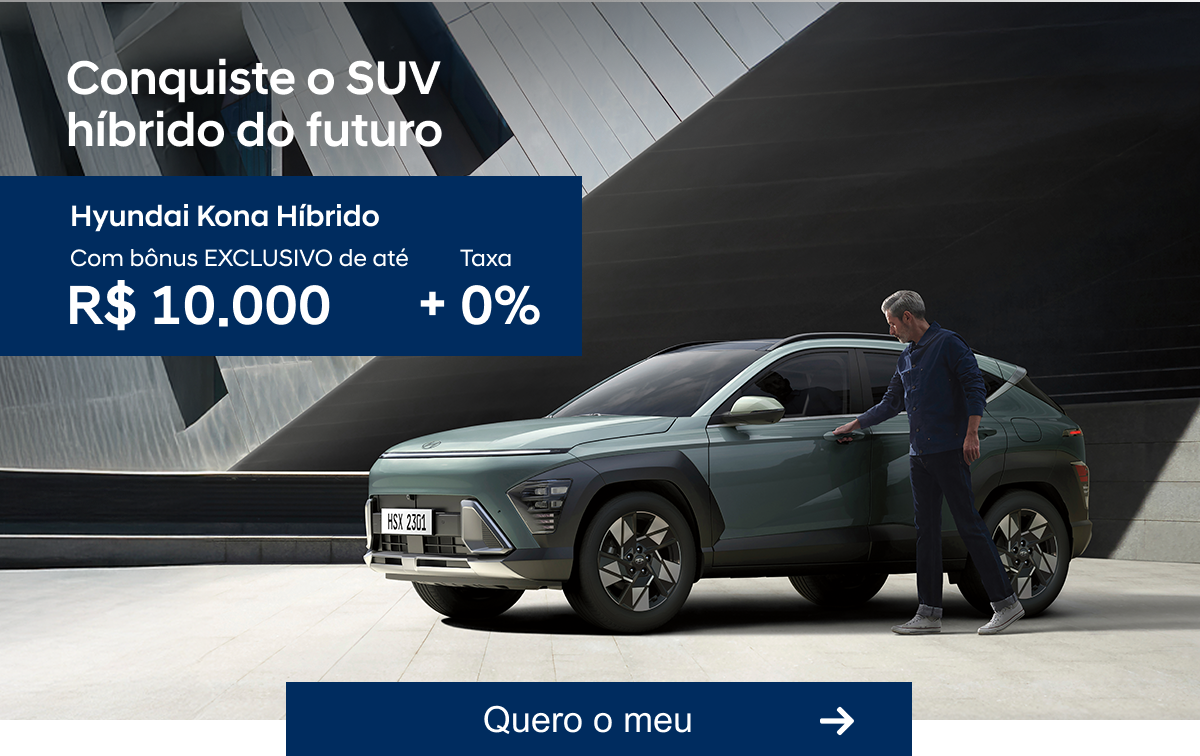 Conquiste o SUV
híbrido do futuro
Hyundai Kona Híbrido
Com bônus EXCLUSIVO de até
R$ 10.000
Taxa
+ 0%
HSX 2301
Quero o meu